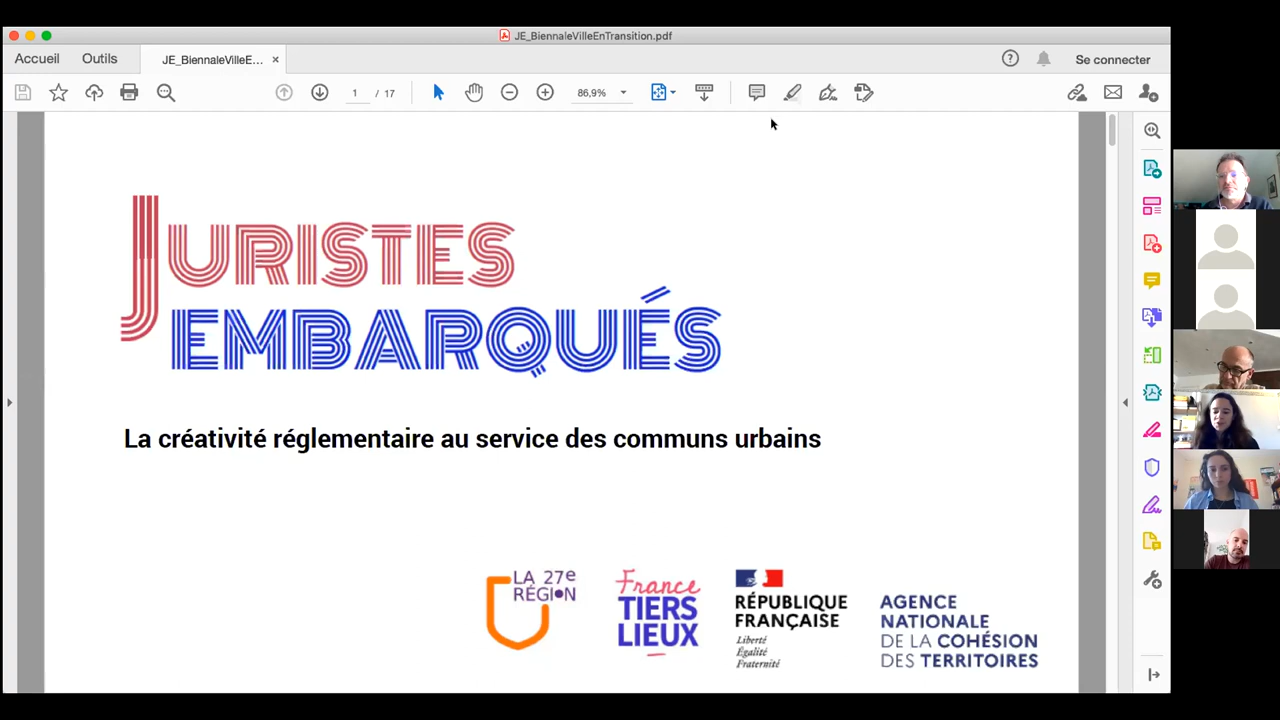 JE_BiennaleVilleEnTransition.pdf
Accueil
Outils
JE_BiennaleVilleE...
Se connecter
1 / 17
86,9%
JURISTES
EMBARQUÉS
La créativité réglementaire au service des communs urbains
LA 27e
RÉGION
France
TIERS
LIEUX
RÉPUBLIQUE
FRANÇAISE
Liberté
Égalité
Fraternité
AGENCE
NATIONALE
DE LA COHÉSION
DES TERRITOIRES